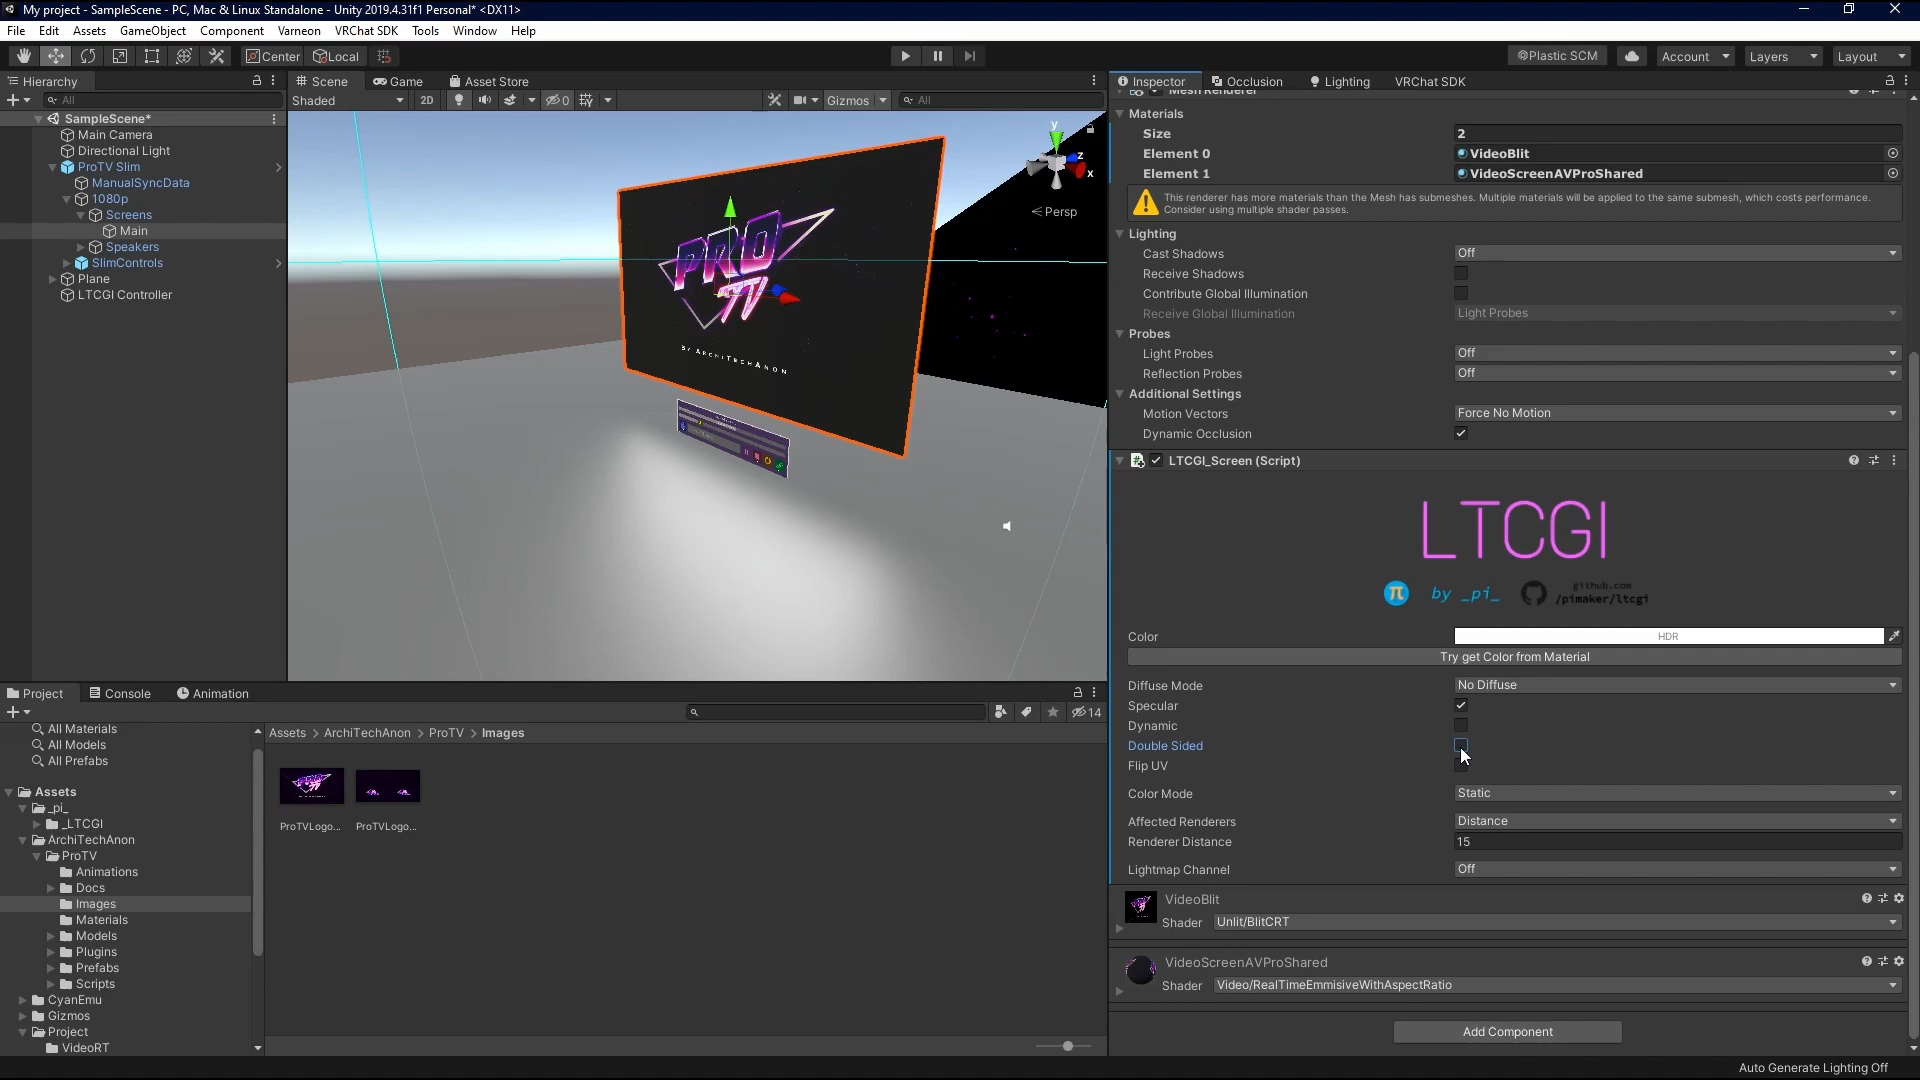 My project - SampleScene - PC, Mac & Linux Standalone - Unity 2019.4.31f1 Personal* <DX11>
File Edit Assets GameObject Component Varneon VRChat SDK Tools Window Help
Center Local Plastic SCM Account Layers Layout
Hierarchy
All
SampleScene*
Main Camera
Directional Light
ProTV Slim
ManualSyncData
1080p
Screens
Main
Speakers
SlimControls
Plane
LTCGI Controller
Scene Game Asset Store
Shaded 2D 0 Gizmos All
y
z
x
Persp
PRO
TV
BY ARCHITECHANON
Inspector Occlusion Lighting VRChat SDK
Mesh Renderer
Materials
Size 2
Element 0 VideoBlit
Element 1 VideoScreenAVProShared
This renderer has more materials than the Mesh has submeshes. Multiple materials will be applied to the same submesh, which costs performance.
Consider using multiple shader passes.
Lighting
Cast Shadows Off
Receive Shadows
Contribute Global Illumination
Receive Global Illumination Light Probes
Probes
Light Probes Off
Reflection Probes Off
Additional Settings
Motion Vectors Force No Motion
Dynamic Occlusion
LTCGI_Screen (Script)
LTCGI
π by _pi_ github.com
/pimaker/ltcgi
Color HDR
Try get Color from Material
Diffuse Mode No Diffuse
Specular
Dynamic
Double Sided
Flip UV
Color Mode Static
Affected Renderers Distance
Renderer Distance 15
Lightmap Channel Off
VideoBlit
Shader Unlit/BlitCRT
VideoScreenAVProShared
Shader Video/RealTimeEmmisiveWithAspectRatio
Add Component
Project Console Animation
14
All Materials
All Models
All Prefabs
Assets
_pi_
_LTCGI
ArchiTechAnon
ProTV
Animations
Docs
Images
Materials
Models
Plugins
Prefabs
Scripts
CyanEmu
Gizmos
Project
VideoRT
Assets > ArchiTechAnon > ProTV > Images
ProTVLogo... ProTVLogo...
Auto Generate Lighting Off